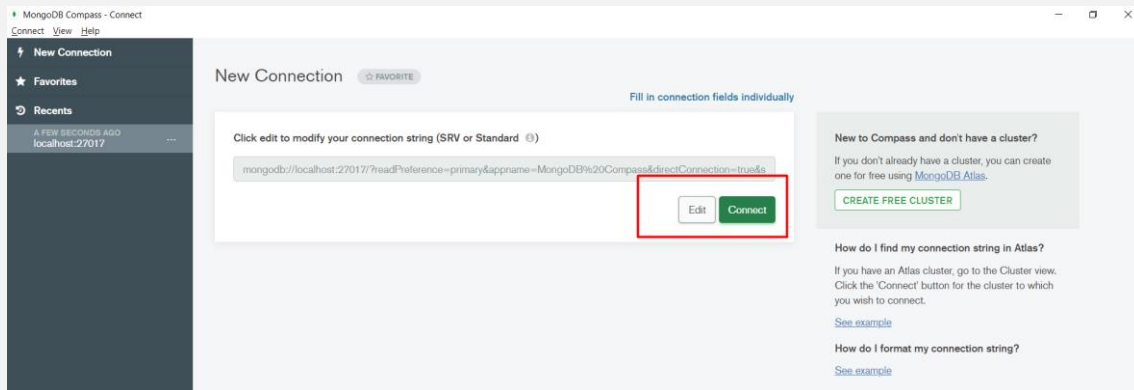 MongoDB Compass - Connect
Connect View Help
New Connection
Favorites
Recents
A FEW SECONDS AGO
localhost:27017
...
New Connection
FAVORITE
Fill in connection fields individually
Click edit to modify your connection string (SRV or Standard )
mongodb://localhost:27017/?readPreference=primary&appname=MongoDB%20Compass&directConnection=true&s
Edit
Connect
New to Compass and don't have a cluster?
If you don't already have a cluster, you can create
one for free using MongoDB Atlas.
CREATE FREE CLUSTER
How do I find my connection string in Atlas?
If you have an Atlas cluster, go to the Cluster view.
Click the 'Connect' button for the cluster to which
you wish to connect.
See example
How do I format my connection string?
See example